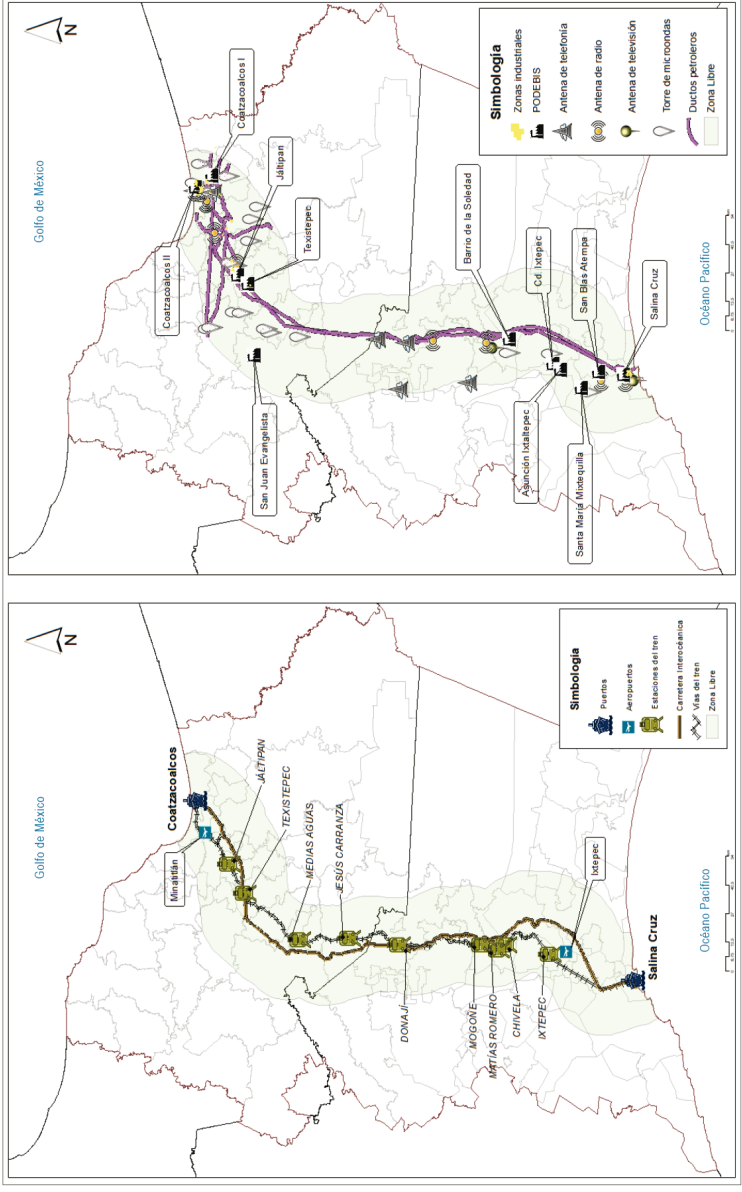 Golfo de México
N
Coatzacoalcos
Minatitlán
JÁLTIPAN
TEXISTEPEC
MEDIAS AGUAS
JESÚS CARRANZA
DONAJÍ
MOGOÑE
MATÍAS ROMERO
CHIVELA
IXTEPEC
Ixtepec
Salina Cruz
Océano Pacífico
Simbología
Puertos
Aeropuertos
Estaciones del tren
Carretera Interocéanica
Vías del tren
Zona Libre
Golfo de México
N
Coatzacoalcos II
Coatzacoalcos I
Jáltipan
Texistepec
San Juan Evangelista
Barrio de la Soledad
Asunción Ixtaltepec
Cd. Ixtepec
Santa María Mixtequilla
San Blas Atempa
Salina Cruz
Océano Pacífico
Simbología
Zonas industriales
PODEBIS
Antena de telefonía
Antena de radio
Antena de televisión
Torre de microondas
Ductos petroleros
Zona Libre